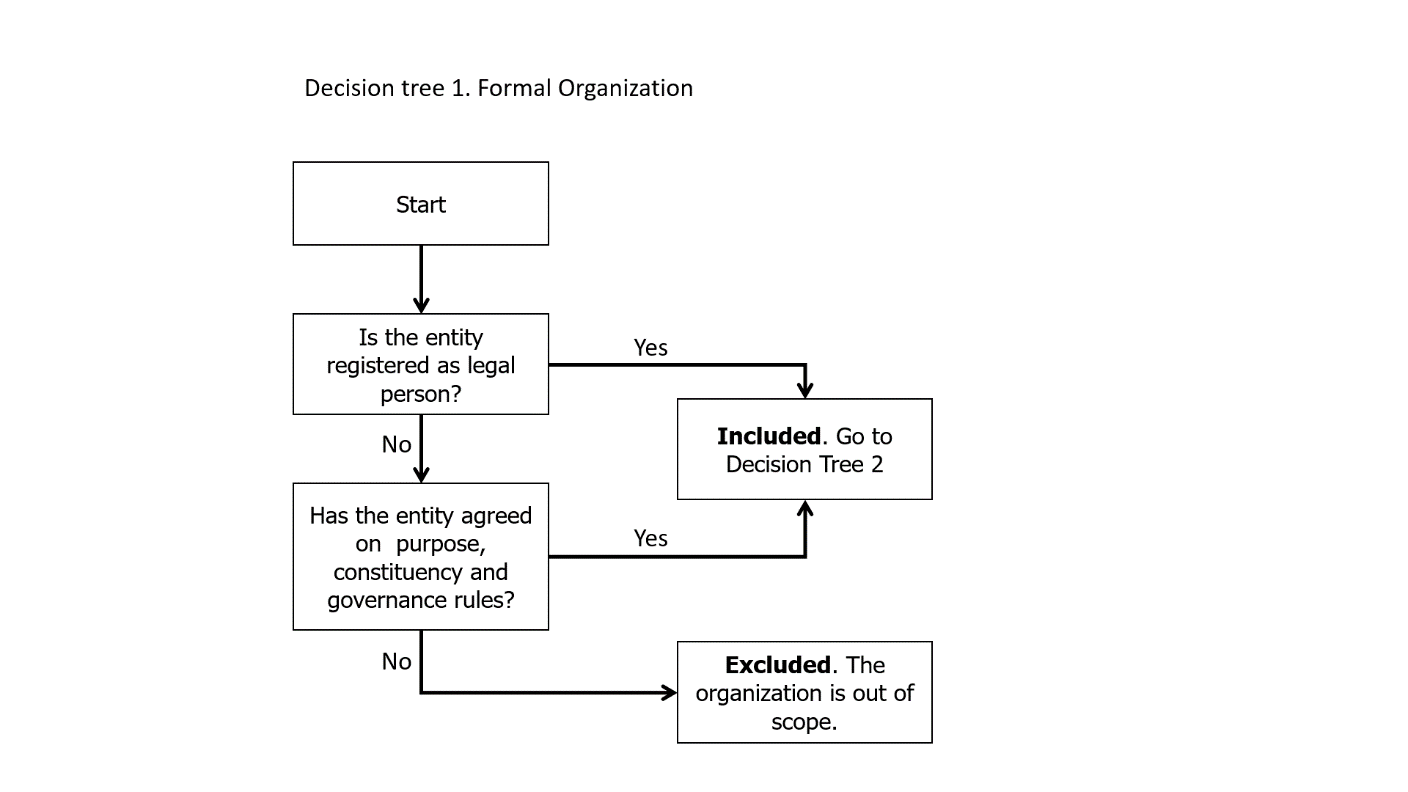 Decision tree 1. Formal Organization
Start
Is the entity
registered as legal
person?
Yes
Included. Go to
Decision Tree 2
No
Has the entity agreed
on  purpose,
constituency and
governance rules?
Yes
No
Excluded. The
organization is out of
scope.